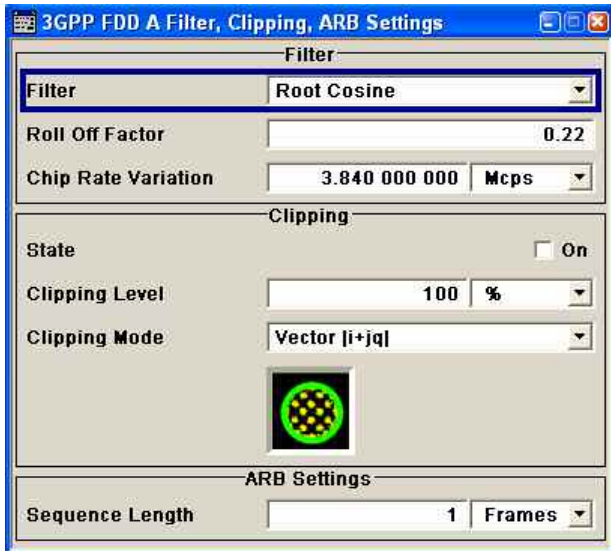 3GPP FDD A Filter, Clipping, ARB Settings
Filter
Filter Root Cosine
Roll Off Factor 0.22
Chip Rate Variation 3.840 000 000 Mcps
Clipping
State On
Clipping Level 100 %
Clipping Mode Vector |i+jq|
ARB Settings
Sequence Length 1 Frames